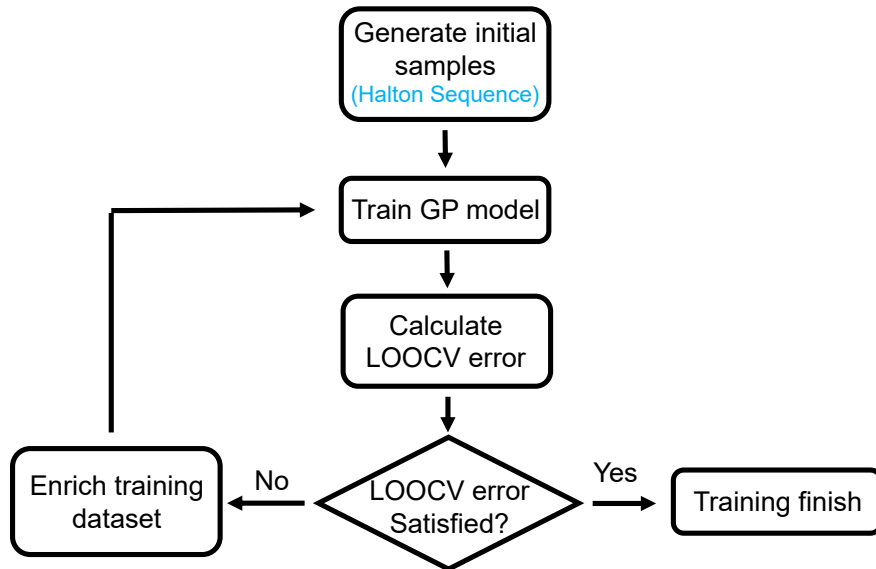 Generate initial
samples
(Halton Sequence)
Train GP model
Calculate
LOOCV error
LOOCV error
Satisfied?
No
Yes
Enrich training
dataset
Training finish